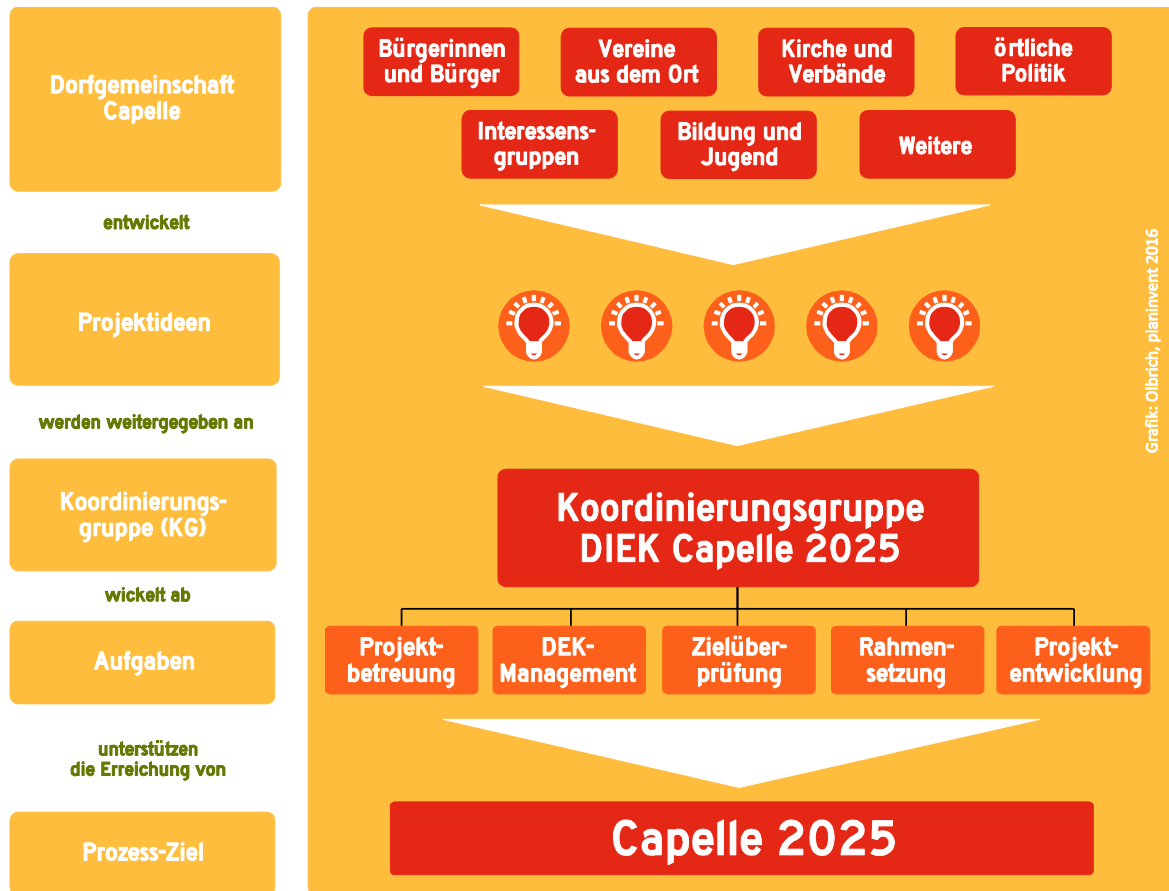 Dorfgemeinschaft
Capelle
entwickelt
Projektideen
werden weitergegeben an
Koordinierungs-
gruppe (KG)
wickelt ab
Aufgaben
unterstützen
die Erreichung von
Prozess-Ziel
Bürgerinnen
und Bürger
Vereine
aus dem Ort
Kirche und
Verbände
örtliche
Politik
Interessens-
gruppen
Bildung und
Jugend
Weitere
Koordinierungsgruppe
DIEK Capelle 2025
Projekt-
betreuung
DEK-
Management
Zielüber-
prüfung
Rahmen-
setzung
Projekt-
entwicklung
Capelle 2025
Grafik: Olbrich, planinvent 2016